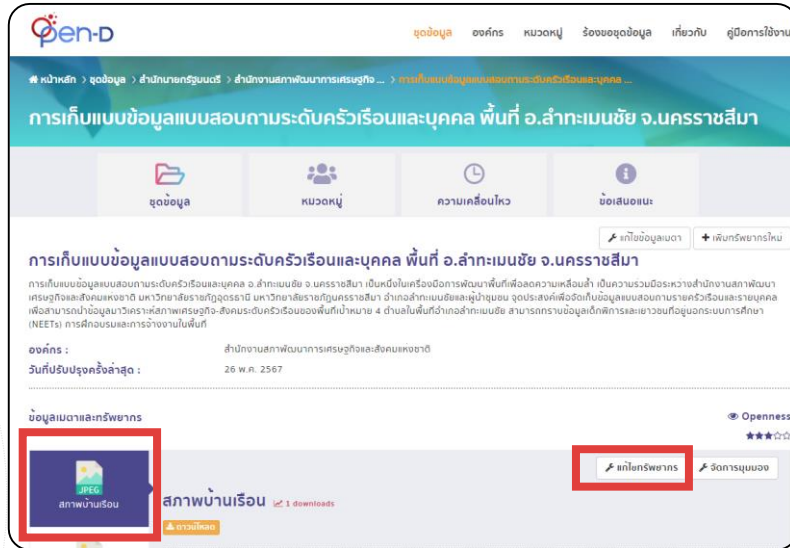 Open-D
ชุดข้อมูล องค์กร หมวดหมู่ ร้องขอชุดข้อมูล เกี่ยวกับ คู่มือการใช้งาน
หน้าหลัก > ชุดข้อมูล > สำนักนายกรัฐมนตรี > สำนักงานสภาพัฒนาการเศรษฐกิจ ... > การเก็บแบบข้อมูลแบบสอบถามระดับครัวเรือนและบุคคล ...
การเก็บแบบข้อมูลแบบสอบถามระดับครัวเรือนและบุคคล พื้นที่ อ.ลำทะเมนชัย จ.นครราชสีมา
ชุดข้อมูล หมวดหมู่ ความเคลื่อนไหว ข้อเสนอแนะ
แก้ไขข้อมูลเมตา + เพิ่มทรัพยากรใหม่
การเก็บแบบข้อมูลแบบสอบถามระดับครัวเรือนและบุคคล พื้นที่ อ.ลำทะเมนชัย จ.นครราชสีมา
การเก็บแบบข้อมูลแบบสอบถามระดับครัวเรือนและบุคคล อ.ลำทะเมนชัย จ.นครราชสีมา เป็นหนึ่งในเครื่องมือการพัฒนาพื้นที่เพื่อลดความเหลื่อมล้ำ เป็นความร่วมมือระหว่างสำนักงานสภาพัฒนา
เศรษฐกิจและสังคมแห่งชาติ มหาวิทยาลัยราชภัฏอุดรธานี มหาวิทยาลัยราชภัฏนครราชสีมา อำเภอลำทะเมนชัยและผู้นำชุมชน จุดประสงค์เพื่อจัดเก็บข้อมูลแบบสอบถามรายครัวเรือนและรายบุคคล
เพื่อสามารถนำข้อมูลมาวิเคราะห์สภาพเศรษฐกิจ-สังคมระดับครัวเรือนของพื้นที่เป้าหมาย 4 ตำบลในพื้นที่อำเภอลำทะเมนชัย สามารถทราบข้อมูลเด็กพิการและเยาวชนที่อยู่นอกระบบการศึกษา
(NEETs) การฝึกอบรมและการจ้างงานในพื้นที่
องค์กร : สำนักงานสภาพัฒนาการเศรษฐกิจและสังคมแห่งชาติ
วันที่ปรับปรุงครั้งล่าสุด : 26 พ.ค. 2567
ข้อมูลเมตาและทรัพยากร Openness
แก้ไขทรัพยากร จัดการมุมมอง
JPEG
สภาพบ้านเรือน
สภาพบ้านเรือน 1 downloads
ดาวน์โหลด